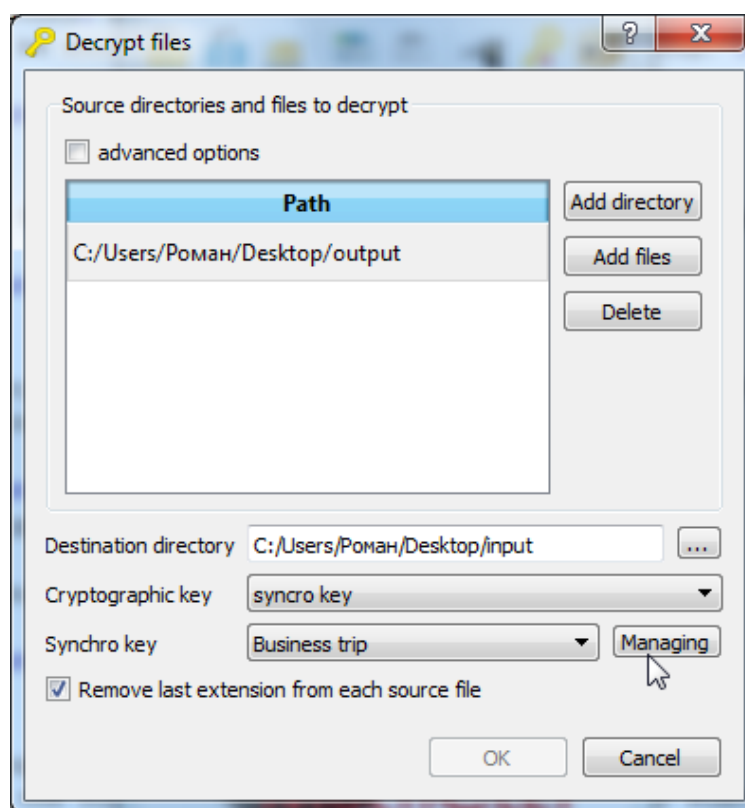 Decrypt files
Source directories and files to decrypt
advanced options
Path
Add directory
C:/Users/Роман/Desktop/output
Add files
Delete
Destination directory C:/Users/Роман/Desktop/input ...
Cryptographic key syncro key
Synchro key Business trip Managing
Remove last extension from each source file
OK Cancel